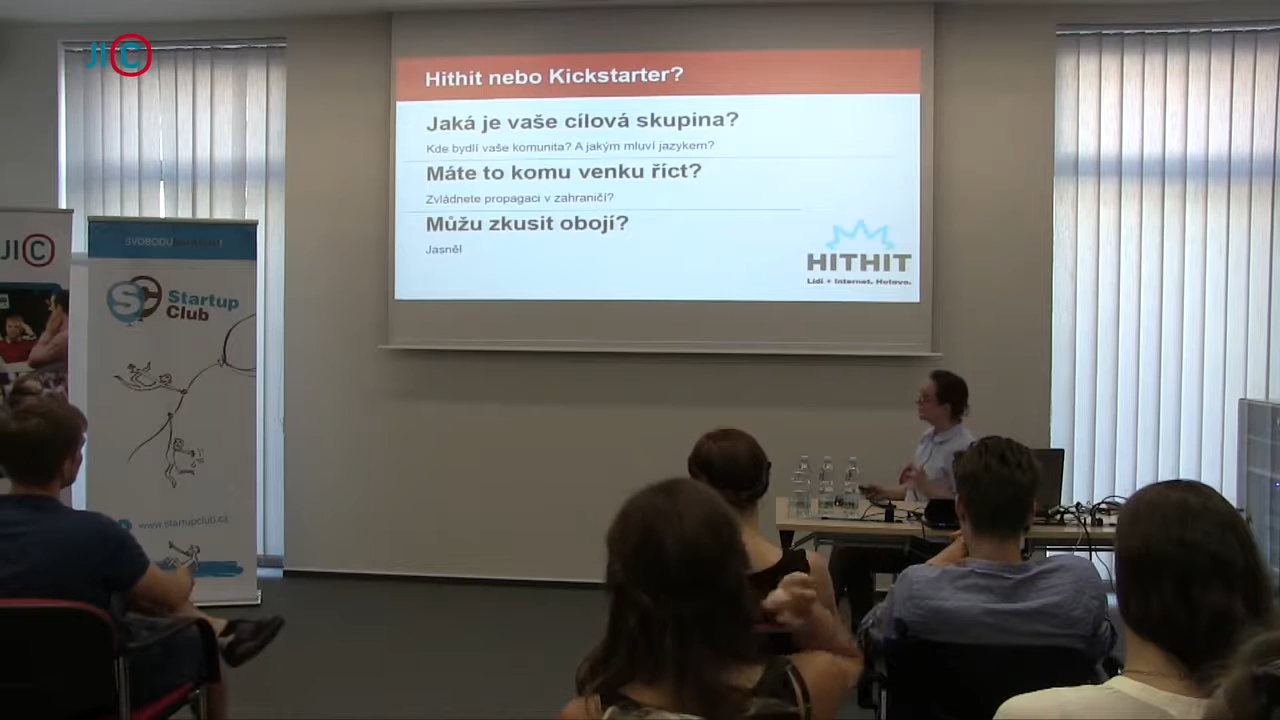 JIC
Hithit nebo Kickstarter?
Jaká je vaše cílová skupina?
Kde bydlí vaše komunita? A jakým mluví jazykem?
Máte to komu venku říct?
Zvládnete propagaci v zahraničí?
Můžu zkusit obojí?
Jasně!
HITHIT
Lidi + Internet. Hotovo.
JIC
SC Startup
Club
www.startupclub.cz